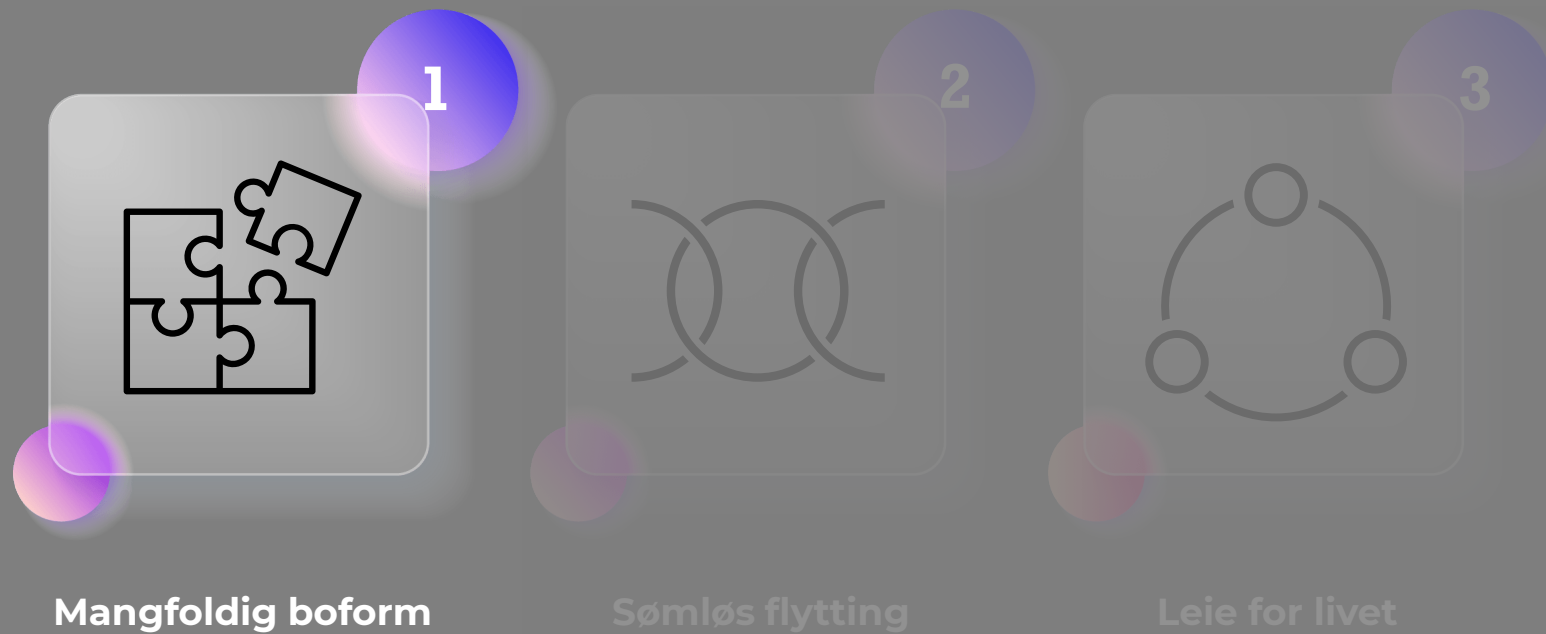 1
2
3
Mangfoldig boform
Sømløs flytting
Leie for livet